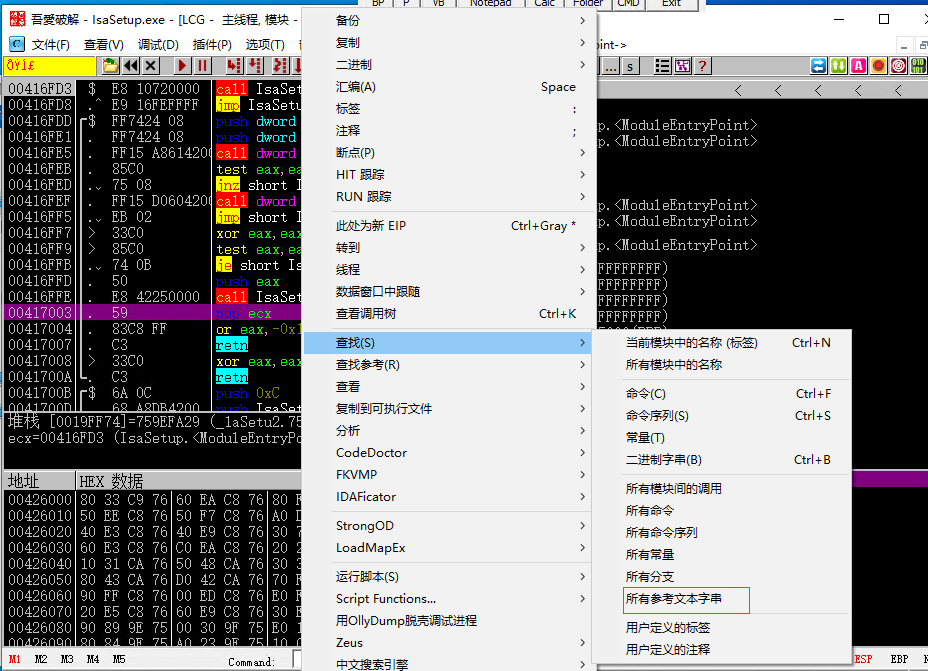 BP P VB Notepad Calc Folder CMD Exit
吾愛破解 - IsaSetup.exe - [LCG - 主线程, 模块 -
C 文件(F) 查看(V) 调试(D) 插件(P) 选项(T)
oint->
... s ?
00416FD3 $ E8 10720000 call IsaSetu
00416FD8 .^ E9 16FEFFFF jmp IsaSetu
00416FDD $ FF7424 08 push dword
00416FE1 . FF7424 08 push dword
00416FE5 . FF15 A8614200 call dword
00416FEB . 85C0 test eax,ea
00416FED .. 75 08 jnz short I
00416FEF . FF15 D0604200 call dword
00416FF5 .. EB 02 jmp short I
00416FF7 > 33C0 xor eax,eax
00416FF9 > 85C0 test eax,ea
00416FFB .. 74 0B je short Is
00416FFD . 50 push eax
00416FFE . E8 42250000 call IsaSet
00417003 . 59 pop ecx
00417004 . 83C8 FF or eax,-0x1
00417007 . C3 retn
00417008 > 33C0 xor eax,eax
0041700A . C3 retn
0041700B $ 6A 0C push 0xC
0041700D . 68 A8DB4200 push IsaSet
堆栈 [0019FF74]=759EFA29 (_laSetu2.75
ecx=00416FD3 (IsaSetup.<ModuleEntryPo
地址 HEX 数据
00426000 80 33 C9 76 60 EA C8 76 80
00426010 50 EE C8 76 50 F7 C8 76 A0
00426020 40 E3 C8 76 40 E9 C8 76 30
00426030 60 E3 C8 76 C0 EA C8 76 20
00426040 10 31 CA 76 50 48 CA 76 30
00426050 80 43 CA 76 D0 42 CA 76 70
00426060 90 FF C8 76 00 ED C8 76 E0
00426070 20 E5 C8 76 60 E9 C8 76 30
00426080 90 89 9E 75 00 30 9F 75 E0
00426090 80 84 9F 75 A0 23 9F 75 10
M1 M2 M3 M4 M5 Command:
备份
复制
二进制
汇编(A) Space
标签 :
注释 ;
断点(P)
HIT 跟踪
RUN 跟踪
此处为新 EIP Ctrl+Gray *
转到
线程
数据窗口中跟随
查看调用树 Ctrl+K
查找(S)
查找参考(R)
查看
复制到可执行文件
分析
CodeDoctor
FKVMP
IDAFicator
StrongOD
LoadMapEx
运行脚本(S)
Script Functions...
用OllyDump脱壳调试进程
Zeus
中文搜索引擎
p.<ModuleEntryPoint>
p.<ModuleEntryPoint>
p.<ModuleEntryPoint>
p.<ModuleEntryPoint>
p.<ModuleEntryPoint>
FFFFFFFF)
FFFFFFFF)
FFFFFFFF)
FFFFFFFF)
当前模块中的名称 (标签) Ctrl+N
所有模块中的名称
命令(C) Ctrl+F
命令序列(S) Ctrl+S
常量(T)
二进制字串(B) Ctrl+B
所有模块间的调用
所有命令
所有命令序列
所有常量
所有分支
所有参考文本字串
用户定义的标签
用户定义的注释
ESP EBP